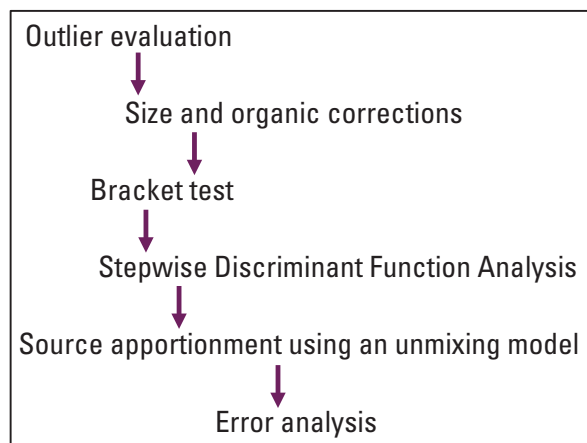 Outlier evaluation
Size and organic corrections
Bracket test
Stepwise Discriminant Function Analysis
Source apportionment using an unmixing model
Error analysis